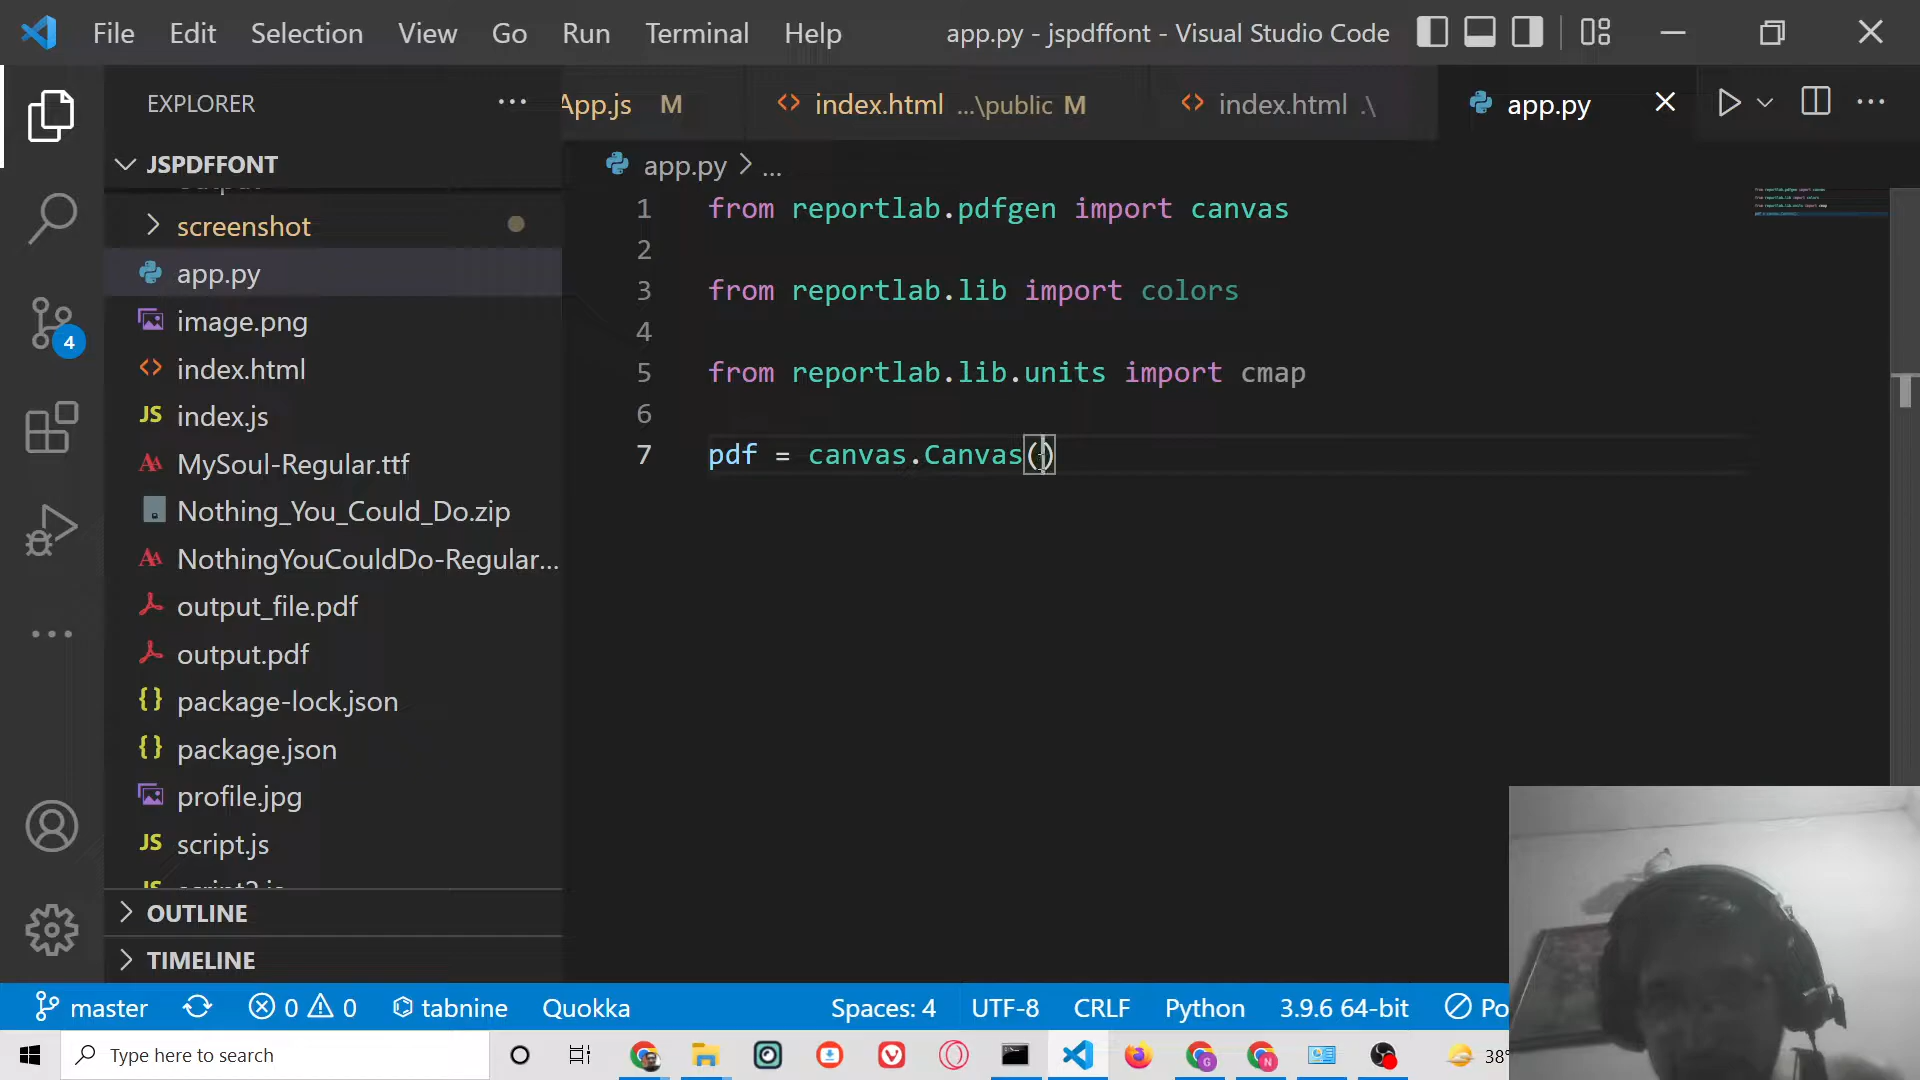 File Edit Selection View Go Run Terminal Help app.py - jspdffont - Visual Studio Code
EXPLORER
App.js M index.html ...\public M index.html .\ app.py
JSPDFFONT
app.py > ...
screenshot
app.py
image.png
index.html
index.js
MySoul-Regular.ttf
Nothing_You_Could_Do.zip
NothingYouCouldDo-Regular...
output_file.pdf
output.pdf
package-lock.json
package.json
profile.jpg
script.js
OUTLINE
TIMELINE
1 from reportlab.pdfgen import canvas
2
3 from reportlab.lib import colors
4
5 from reportlab.lib.units import cmap
6
7 pdf = canvas.Canvas()
4
master 0 0 tabnine Quokka Spaces: 4 UTF-8 CRLF Python 3.9.6 64-bit Po
Type here to search 38°